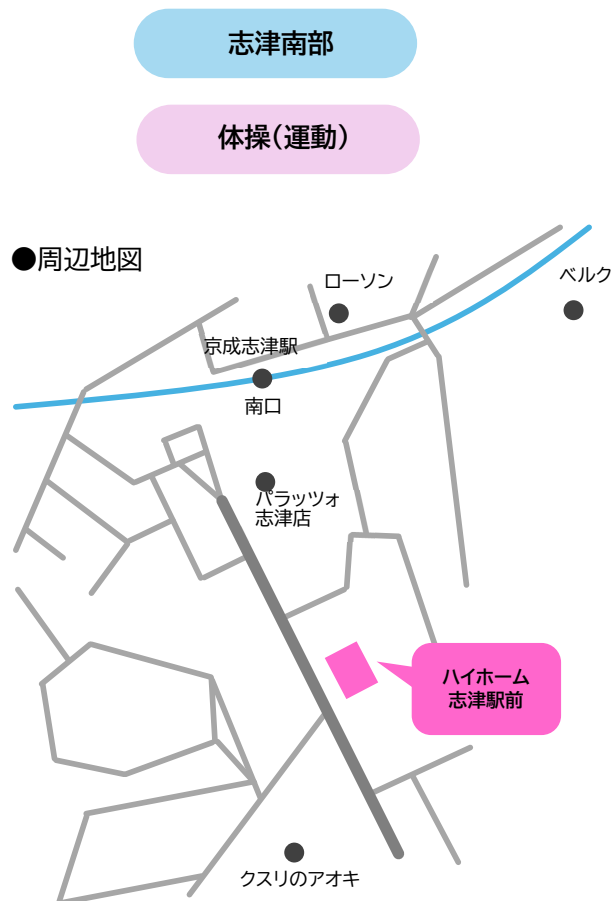 志津南部
体操(運動)
●周辺地図
ローソン
ベルク
京成志津駅
南口
パラッツォ
志津店
ハイホーム
志津駅前
クスリのアオキ